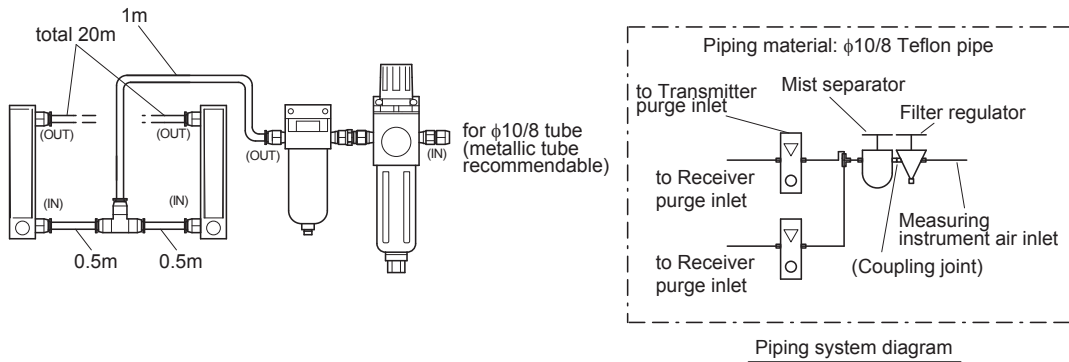 1m
total 20m
(OUT)
(OUT)
(IN)
(IN)
0.5m
0.5m
(OUT)
(IN)
for ϕ10/8 tube
(metallic tube
recommendable)
Piping material: ϕ10/8 Teflon pipe
Mist separator
to Transmitter
purge inlet
Filter regulator
to Receiver
purge inlet
Measuring
instrument air inlet
(Coupling joint)
to Receiver
purge inlet
Piping system diagram